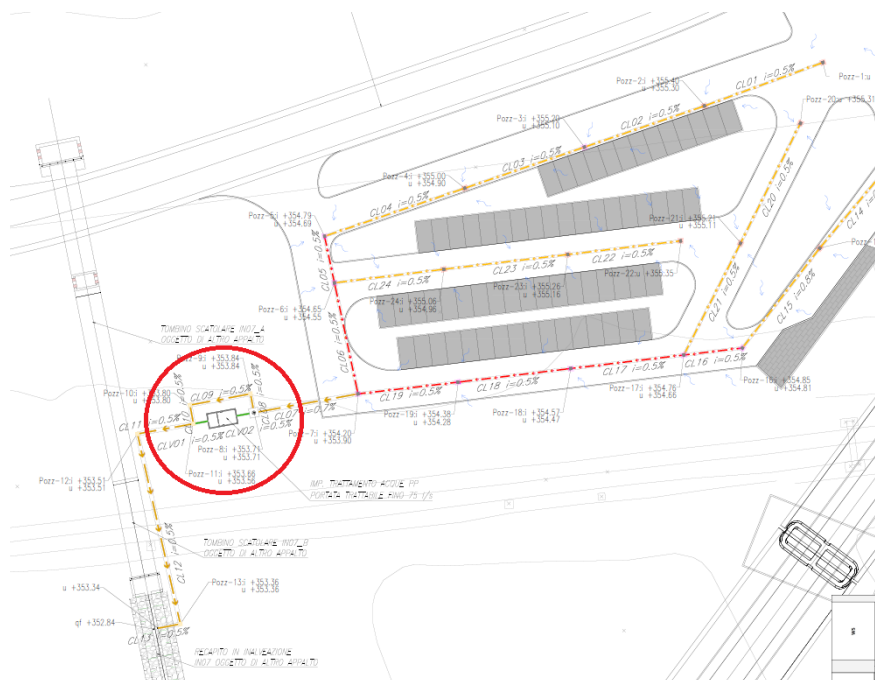 CL01 i=0.5%
Pozz-1:u
Pozz-2:i +355.40
u +355.30
Pozz-20:u +355.31
CL02 i=0.5%
Pozz-3:i +355.20
u +355.10
CL03 i=0.5%
Pozz-4:i +355.00
u +354.90
CL04 i=0.5%
CL20 i=0.5%
CL14 i=0.5%
Pozz-5:i +354.79
u +354.69
Pozz-21:i +355.21
u +355.11
CL05 i=0.5%
CL22 i=0.5%
CL23 i=0.5%
CL24 i=0.5%
Pozz-22:u +355.35
Pozz-23:i +355.26
u +355.16
Pozz-24:i +355.06
u +354.96
Pozz-6:i +354.65
u +354.55
CL15 i=0.8%
CL21 i=0.5%
CL06 i=0.5%
TOMBINO SCATOLARE IN07_A
OGGETTO DI ALTRO APPALTO
Pozz-9:i +353.84
u +353.84
CL16 i=0.5%
CL17 i=0.5%
CL18 i=0.5%
CL19 i=0.5%
Pozz-16:i +354.85
u +354.81
Pozz-17:i +354.76
u +354.66
Pozz-18:i +354.57
u +354.47
Pozz-19:i +354.38
u +354.28
Pozz-10:i +353.80
u +353.80
CL09 i=0.5%
CL10 i=0.5%
CL08 i=0.5%
CL07 i=0.7%
CL11 i=0.5%
CLV01 i=0.5%
CLV02 i=0.5%
Pozz-7:i +354.20
u +353.90
Pozz-8:i +353.71
u +353.71
Pozz-11:i +353.66
u +353.56
Pozz-12:i +353.51
u +353.51
IMP. TRATTAMENTO ACQUE PP
PORTATA TRATTABILE FINO 75 l/s
TOMBINO SCATOLARE IN07_B
OGGETTO DI ALTRO APPALTO
CL12 i=0.5%
u +353.34
Pozz-13:i +353.36
u +353.36
qf +352.84
CL13 i=0.5%
RECAPITO IN INALVEAZIONE
IN07 OGGETTO DI ALTRO APPALTO